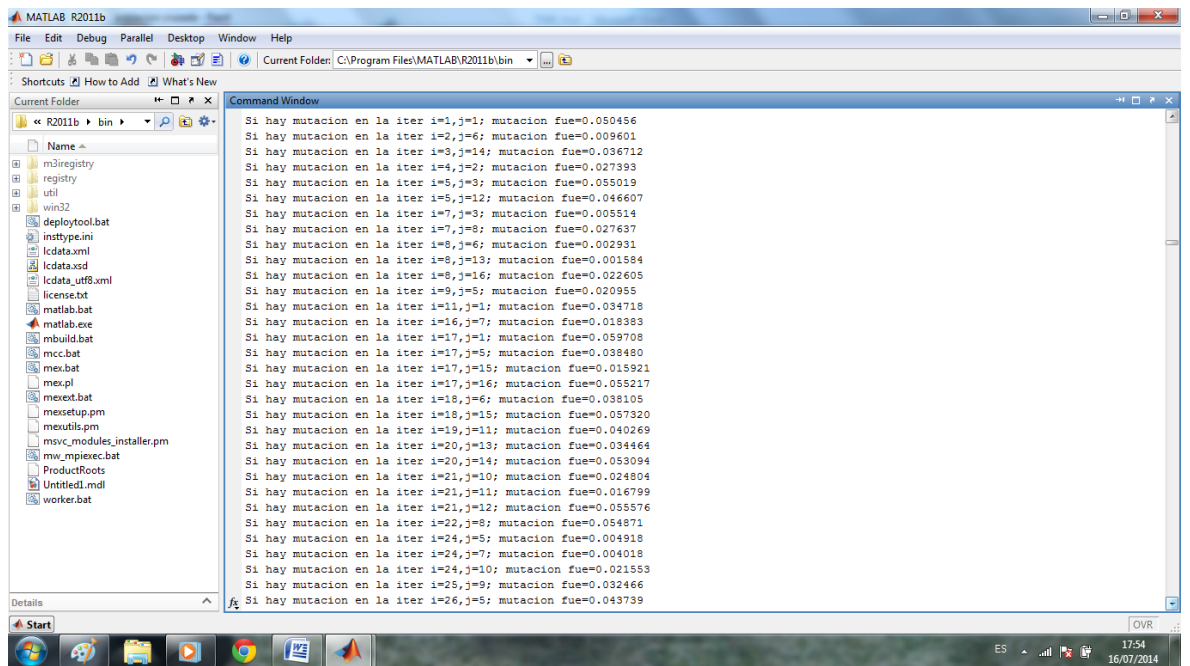 MATLAB R2011b
File Edit Debug Parallel Desktop Window Help
Current Folder: C:\Program Files\MATLAB\R2011b\bin
Shortcuts How to Add What's New
Current Folder
« R2011b bin
Name
m3iregistry
registry
util
win32
deploytool.bat
insttype.ini
lcdata.xml
lcdata.xsd
lcdata_utf8.xml
license.txt
matlab.bat
matlab.exe
mbuild.bat
mcc.bat
mex.bat
mex.pl
mexext.bat
mexsetup.pm
mexutils.pm
msvc_modules_installer.pm
mw_mpiexec.bat
ProductRoots
Untitled1.mdl
worker.bat
Details
Command Window
Si hay mutacion en la iter i=1,j=1; mutacion fue=0.050456
Si hay mutacion en la iter i=2,j=6; mutacion fue=0.009601
Si hay mutacion en la iter i=3,j=14; mutacion fue=0.036712
Si hay mutacion en la iter i=4,j=2; mutacion fue=0.027393
Si hay mutacion en la iter i=5,j=3; mutacion fue=0.055019
Si hay mutacion en la iter i=5,j=12; mutacion fue=0.046607
Si hay mutacion en la iter i=7,j=3; mutacion fue=0.005514
Si hay mutacion en la iter i=7,j=8; mutacion fue=0.027637
Si hay mutacion en la iter i=8,j=6; mutacion fue=0.002931
Si hay mutacion en la iter i=8,j=13; mutacion fue=0.001584
Si hay mutacion en la iter i=8,j=16; mutacion fue=0.022605
Si hay mutacion en la iter i=9,j=5; mutacion fue=0.020955
Si hay mutacion en la iter i=11,j=1; mutacion fue=0.034718
Si hay mutacion en la iter i=16,j=7; mutacion fue=0.018383
Si hay mutacion en la iter i=17,j=1; mutacion fue=0.059708
Si hay mutacion en la iter i=17,j=5; mutacion fue=0.038480
Si hay mutacion en la iter i=17,j=15; mutacion fue=0.015921
Si hay mutacion en la iter i=17,j=16; mutacion fue=0.055217
Si hay mutacion en la iter i=18,j=6; mutacion fue=0.038105
Si hay mutacion en la iter i=18,j=15; mutacion fue=0.057320
Si hay mutacion en la iter i=19,j=11; mutacion fue=0.040269
Si hay mutacion en la iter i=20,j=13; mutacion fue=0.034464
Si hay mutacion en la iter i=20,j=14; mutacion fue=0.053094
Si hay mutacion en la iter i=21,j=10; mutacion fue=0.024804
Si hay mutacion en la iter i=21,j=11; mutacion fue=0.016799
Si hay mutacion en la iter i=21,j=12; mutacion fue=0.055576
Si hay mutacion en la iter i=22,j=8; mutacion fue=0.054871
Si hay mutacion en la iter i=24,j=5; mutacion fue=0.004918
Si hay mutacion en la iter i=24,j=7; mutacion fue=0.004018
Si hay mutacion en la iter i=24,j=10; mutacion fue=0.021553
Si hay mutacion en la iter i=25,j=9; mutacion fue=0.032466
fx Si hay mutacion en la iter i=26,j=5; mutacion fue=0.043739
Start
OVR
ES
17:54
16/07/2014